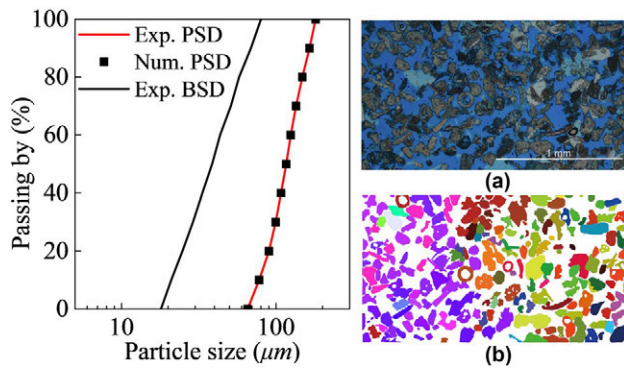 100
80
60
40
20
0
Passing by (%)
Exp. PSD
Num. PSD
Exp. BSD
10
100
Particle size (μm)
1 mm
(a)
(b)